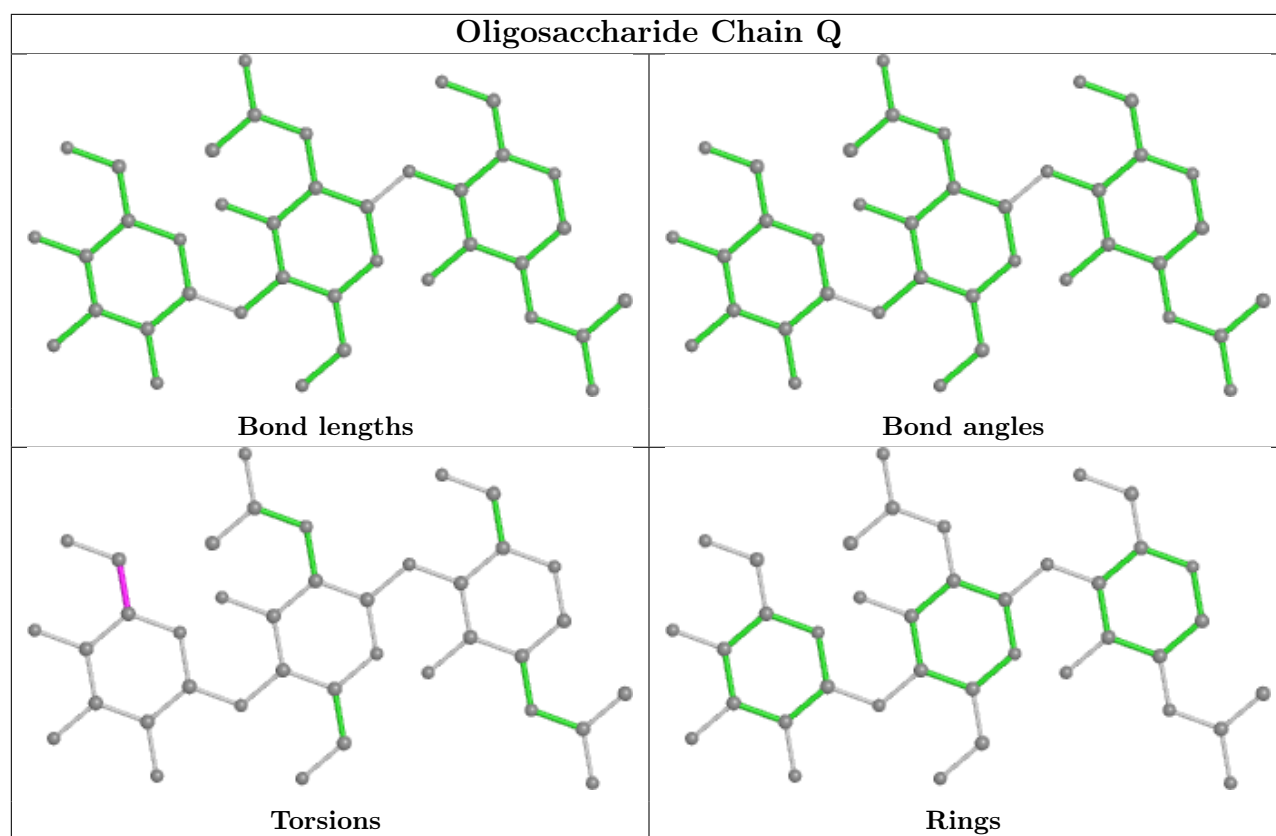 Oligosaccharide Chain Q
Bond lengths
Bond angles
Torsions
Rings